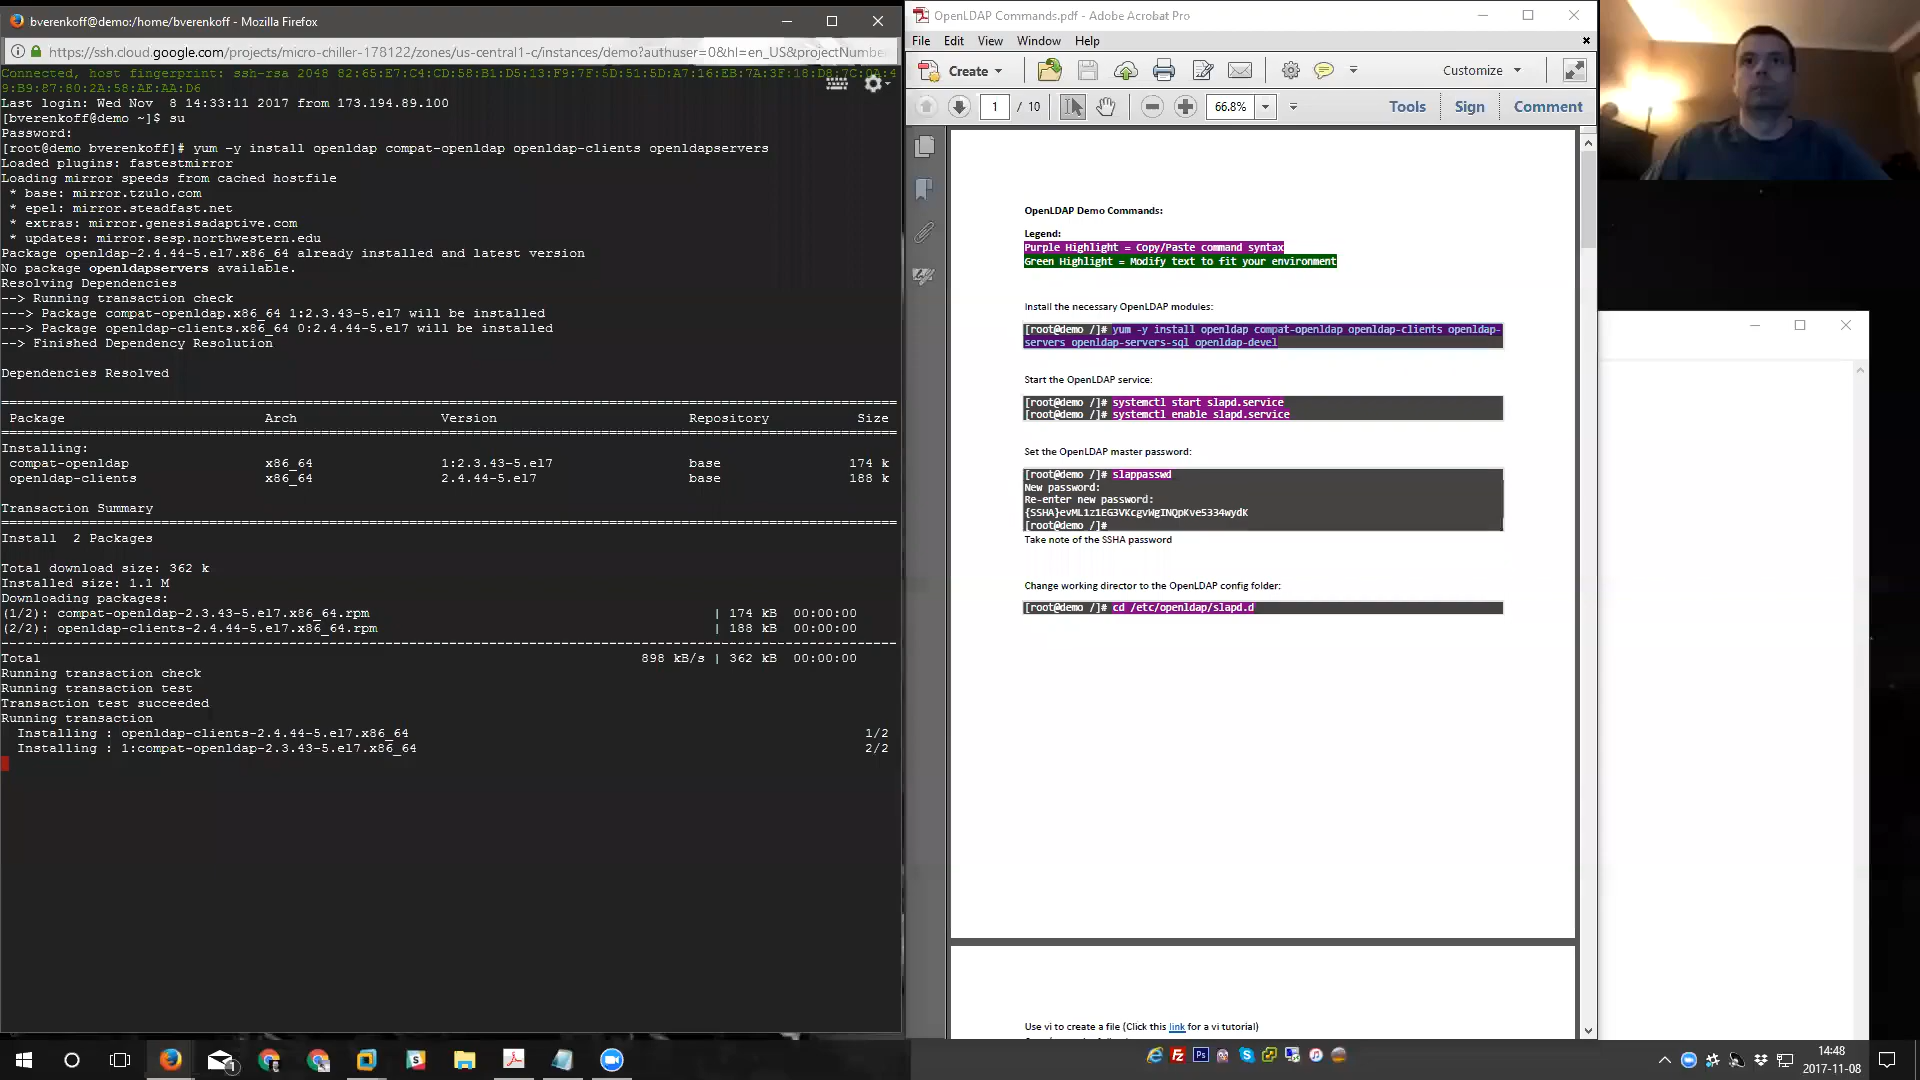 bverenkoff@demo:/home/bverenkoff - Mozilla Firefox
https://ssh.cloud.google.com/projects/micro-chiller-178122/zones/us-central1-c/instances/demo?authuser=0&hl=en_US&projectNumbe
Connected, host fingerprint: ssh-rsa 2048
Last login: Wed Nov  8 14:33:11 2017 from 173.194.89.100
[bverenkoff@demo ~]$ su
Password:
[root@demo bverenkoff]# yum -y install openldap compat-openldap openldap-clients openldapservers
Loaded plugins: fastestmirror
Loading mirror speeds from cached hostfile
* base: mirror.tzulo.com
* epel: mirror.steadfast.net
* extras: mirror.genesisadaptive.com
* updates: mirror.sesp.northwestern.edu
Package openldap-2.4.44-5.el7.x86_64 already installed and latest version
No package openldapservers available.
Resolving Dependencies
--> Running transaction check
---> Package compat-openldap.x86_64 1:2.3.43-5.el7 will be installed
---> Package openldap-clients.x86_64 0:2.4.44-5.el7 will be installed
--> Finished Dependency Resolution
Dependencies Resolved
Package Arch Version Repository Size
Installing:
compat-openldap x86_64 1:2.3.43-5.el7 base 174 k
openldap-clients x86_64 2.4.44-5.el7 base 188 k
Transaction Summary
Install  2 Packages
Total download size: 362 k
Installed size: 1.1 M
Downloading packages:
(1/2): compat-openldap-2.3.43-5.el7.x86_64.rpm | 174 kB 00:00:00
(2/2): openldap-clients-2.4.44-5.el7.x86_64.rpm | 188 kB 00:00:00
Total 898 kB/s | 362 kB 00:00:00
Running transaction check
Running transaction test
Transaction test succeeded
Running transaction
Installing : openldap-clients-2.4.44-5.el7.x86_64 1/2
Installing : 1:compat-openldap-2.3.43-5.el7.x86_64 2/2
OpenLDAP Commands.pdf - Adobe Acrobat Pro
File Edit View Window Help
Create Customize
1 / 10 66.8% Tools Sign Comment
OpenLDAP Demo Commands:
Legend:
Purple Highlight = Copy/Paste command syntax
Green Highlight = Modify text to fit your environment
Install the necessary OpenLDAP modules:
[root@demo /]# yum -y install openldap compat-openldap openldap-clients openldap-
servers openldap-servers-sql openldap-devel
Start the OpenLDAP service:
[root@demo /]# systemctl start slapd.service
[root@demo /]# systemctl enable slapd.service
Set the OpenLDAP master password:
[root@demo /]# slappasswd
New password:
Re-enter new password:
{SSHA}evML1z1EG3VKcgvWgINQpKve5334wydK
[root@demo /]#
Take note of the SSHA password
Change working director to the OpenLDAP config folder:
[root@demo /]# cd /etc/openldap/slapd.d
Use vi to create a file (Click this link for a vi tutorial)
14:48
2017-11-08